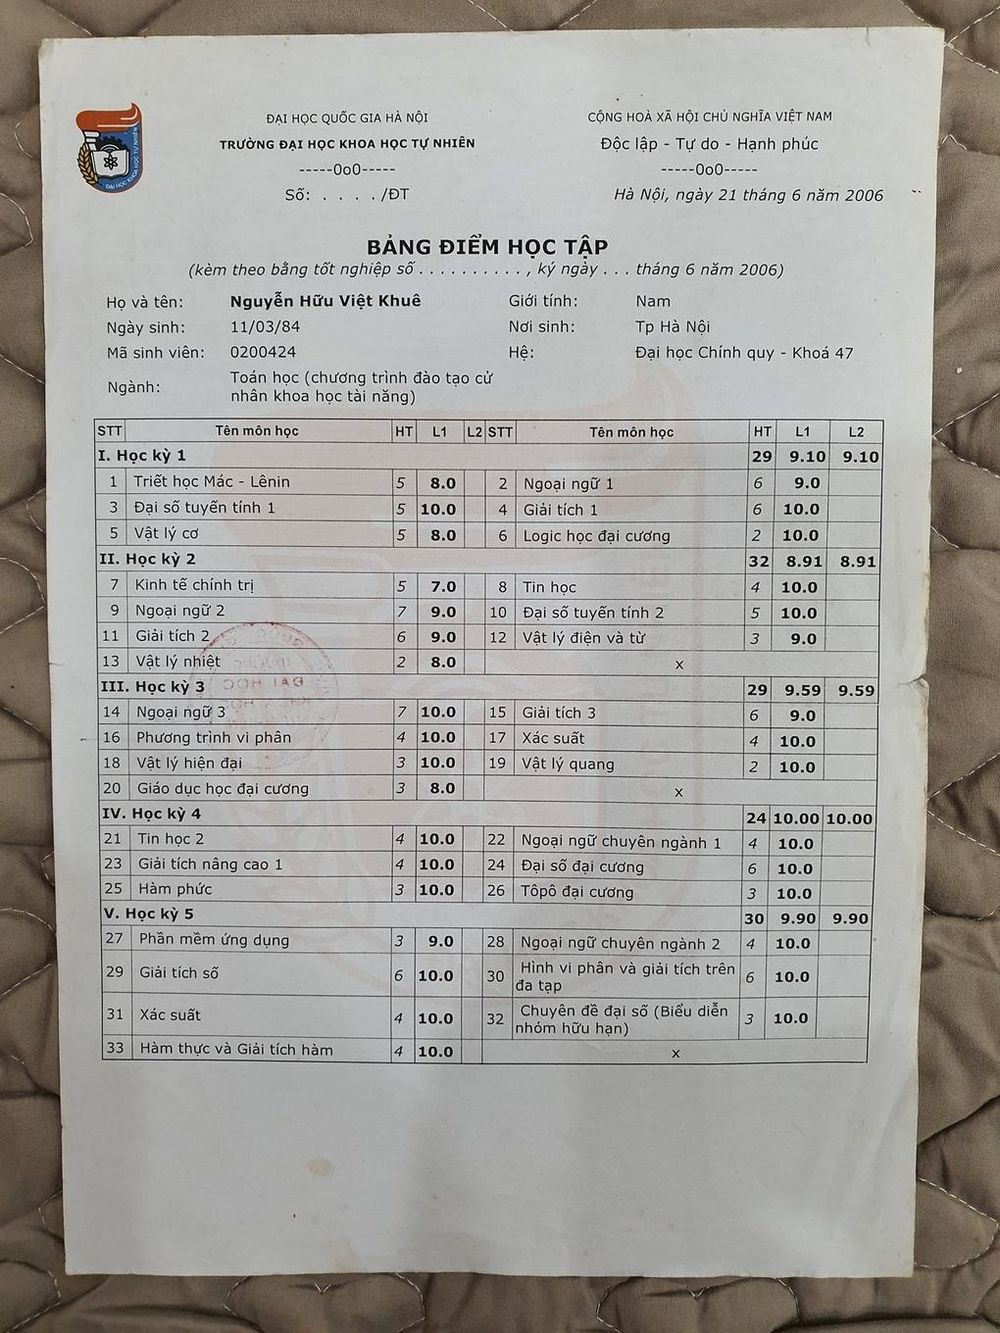 ĐẠI HỌC QUỐC GIA HÀ NỘI
TRƯỜNG ĐẠI HỌC KHOA HỌC TỰ NHIÊN
-----0o0-----
Số: . . . . /ĐT
CỘNG HOÀ XÃ HỘI CHỦ NGHĨA VIỆT NAM
Độc lập - Tự do - Hạnh phúc
-----0o0-----
Hà Nội, ngày 21 tháng 6 năm 2006
ĐẠI HỌC KHOA HỌC TỰ NHIÊN
BẢNG ĐIỂM HỌC TẬP
(kèm theo bằng tốt nghiệp số . . . . . . . . . . . , ký ngày . . . tháng 6 năm 2006)
Họ và tên: Nguyễn Hữu Việt Khuê Giới tính: Nam
Ngày sinh: 11/03/84 Nơi sinh: Tp Hà Nội
Mã sinh viên: 0200424 Hệ: Đại học Chính quy - Khoá 47
Ngành: Toán học (chương trình đào tạo cử
nhân khoa học tài năng)
STT Tên môn học HT L1 L2 STT Tên môn học HT L1 L2
I. Học kỳ 1 29 9.10 9.10
1 Triết học Mác - Lênin 5 8.0 2 Ngoại ngữ 1 6 9.0
3 Đại số tuyến tính 1 5 10.0 4 Giải tích 1 6 10.0
5 Vật lý cơ 5 8.0 6 Logic học đại cương 2 10.0
II. Học kỳ 2 32 8.91 8.91
7 Kinh tế chính trị 5 7.0 8 Tin học 4 10.0
9 Ngoại ngữ 2 7 9.0 10 Đại số tuyến tính 2 5 10.0
11 Giải tích 2 6 9.0 12 Vật lý điện và từ 3 9.0
13 Vật lý nhiệt 2 8.0 x
III. Học kỳ 3 29 9.59 9.59
14 Ngoại ngữ 3 7 10.0 15 Giải tích 3 6 9.0
16 Phương trình vi phân 4 10.0 17 Xác suất 4 10.0
18 Vật lý hiện đại 3 10.0 19 Vật lý quang 2 10.0
20 Giáo dục học đại cương 3 8.0 x
IV. Học kỳ 4 24 10.00 10.00
21 Tin học 2 4 10.0 22 Ngoại ngữ chuyên ngành 1 4 10.0
23 Giải tích nâng cao 1 4 10.0 24 Đại số đại cương 6 10.0
25 Hàm phức 3 10.0 26 Tôpô đại cương 3 10.0
V. Học kỳ 5 30 9.90 9.90
27 Phần mềm ứng dụng 3 9.0 28 Ngoại ngữ chuyên ngành 2 4 10.0
29 Giải tích số 6 10.0 30 Hình vi phân và giải tích trên
đa tạp 6 10.0
31 Xác suất 4 10.0 32 Chuyên đề đại số (Biểu diễn
nhóm hữu hạn) 3 10.0
33 Hàm thực và Giải tích hàm 4 10.0 x